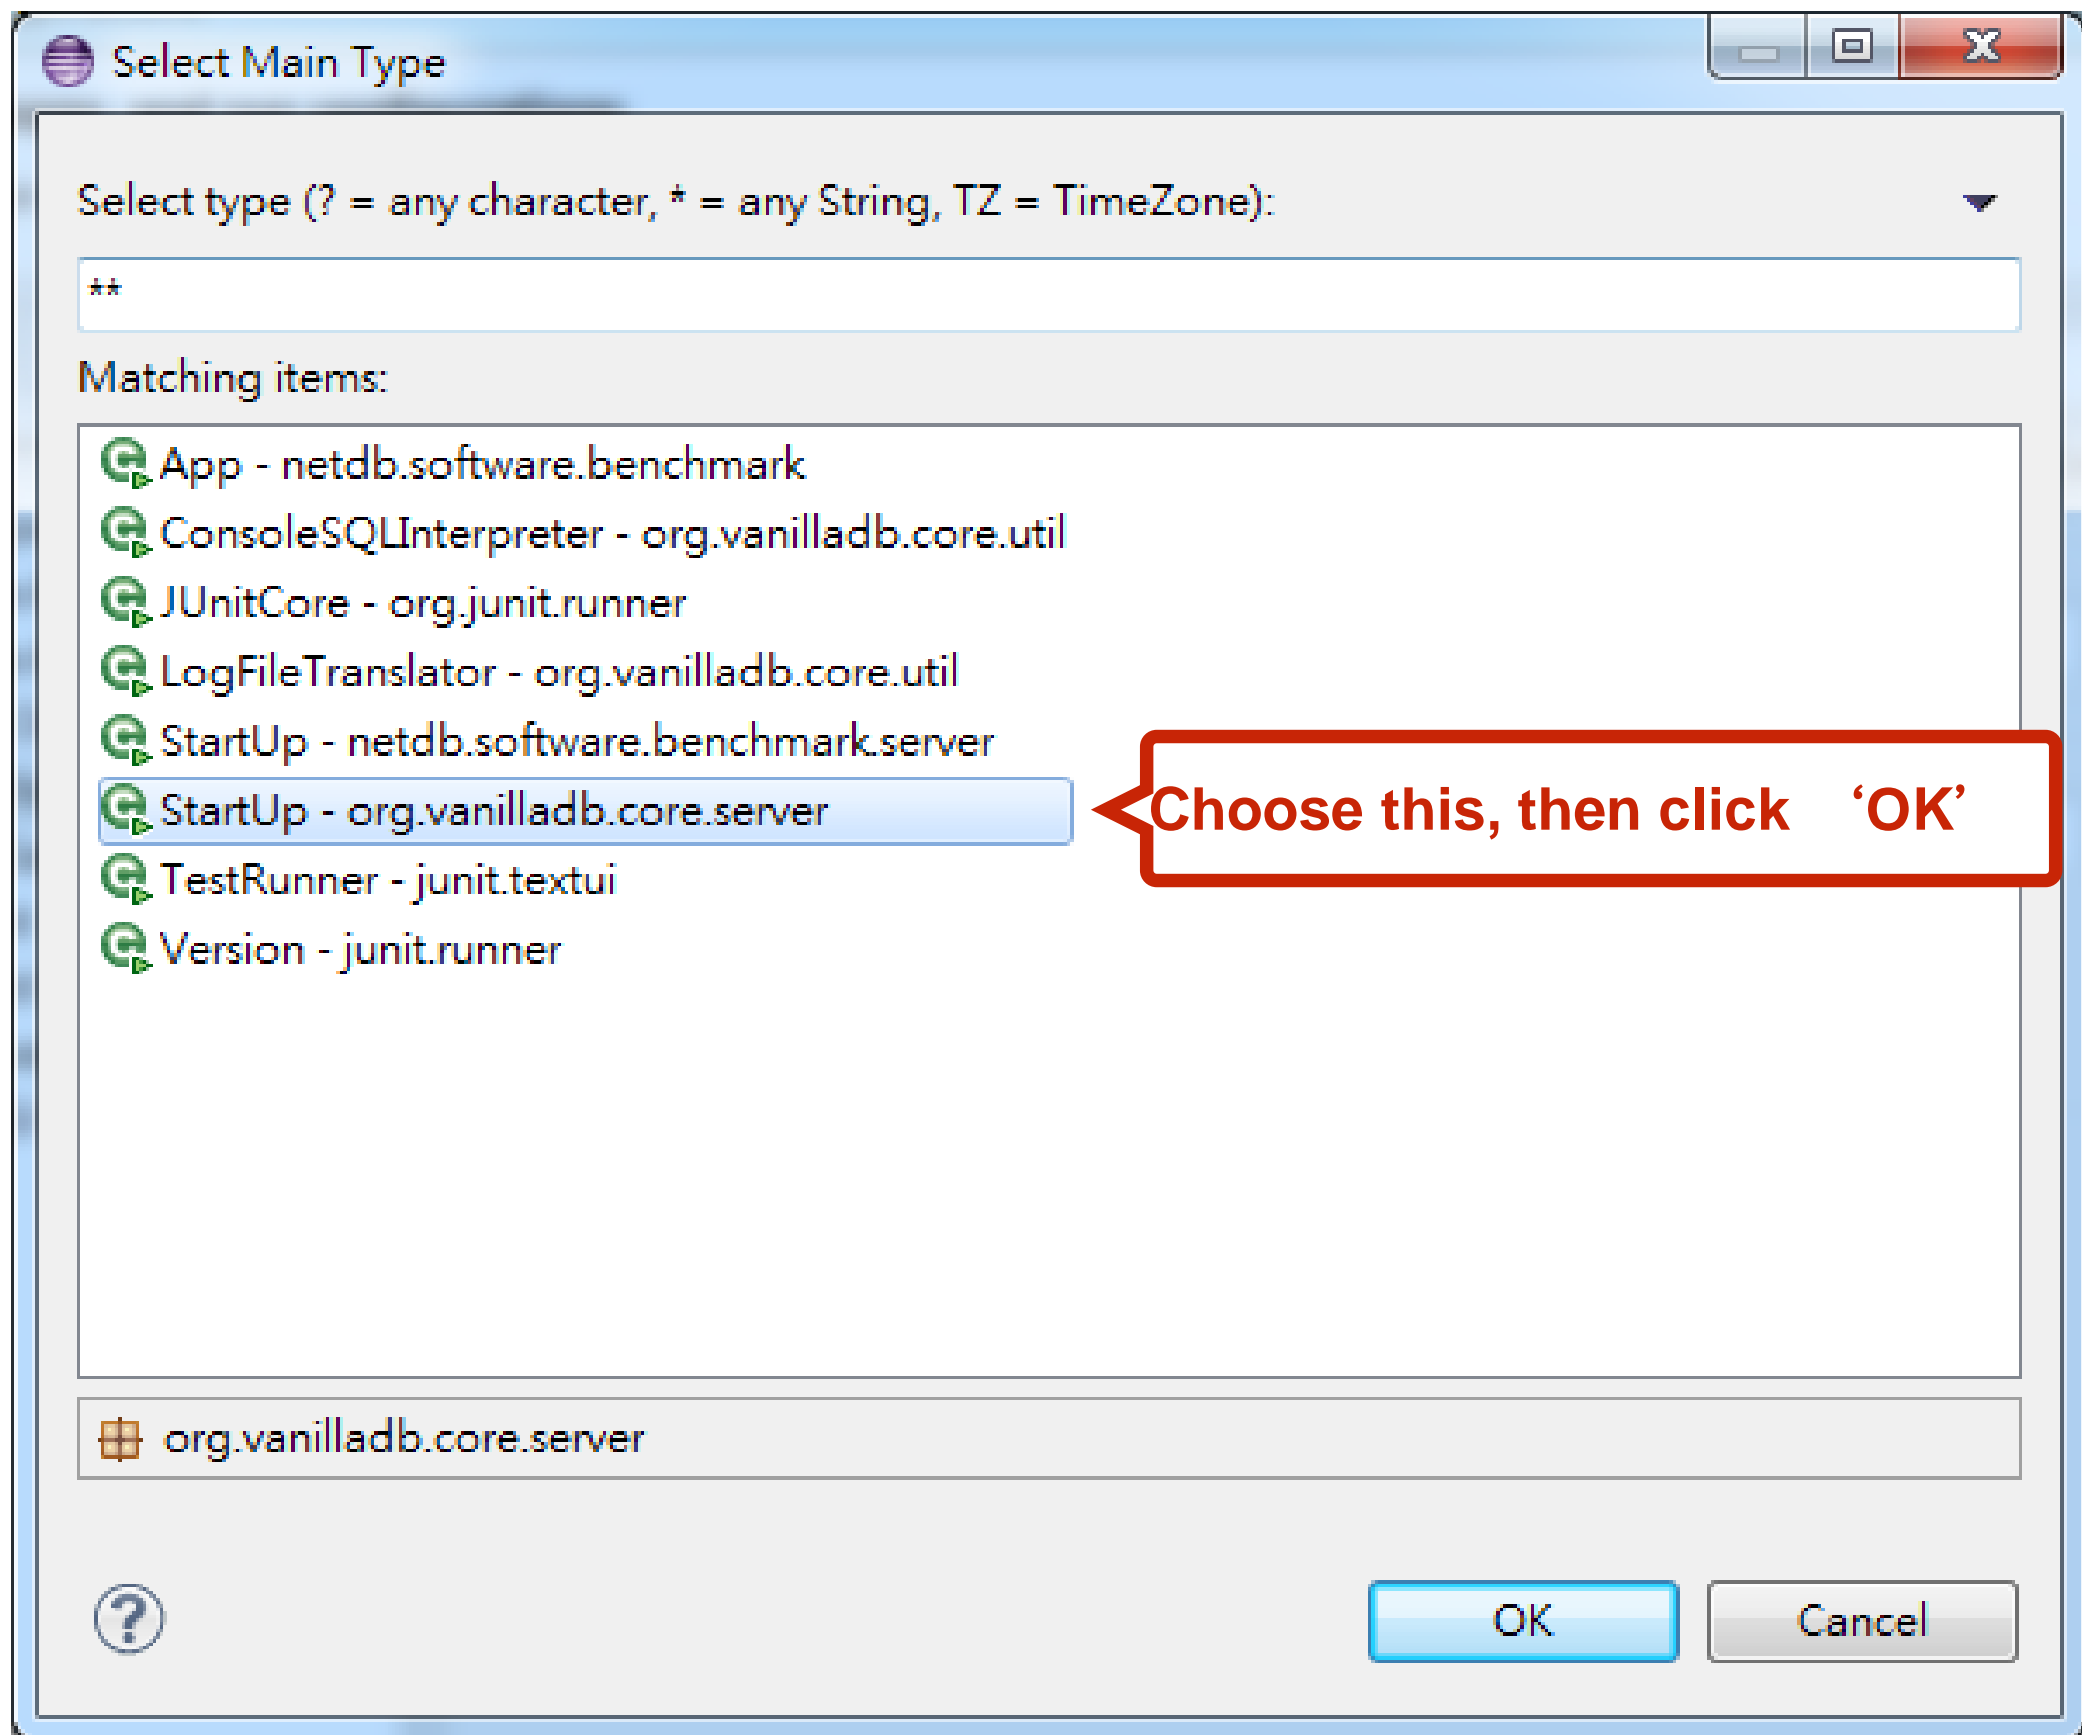 Select Main Type
Select type (? = any character, * = any String, TZ = TimeZone):
**
Matching items:
App - netdb.software.benchmark
ConsoleSQLInterpreter - org.vanilladb.core.util
JUnitCore - org.junit.runner
LogFileTranslator - org.vanilladb.core.util
StartUp - netdb.software.benchmark.server
StartUp - org.vanilladb.core.server
Choose this, then click ‘OK’
TestRunner - junit.textui
Version - junit.runner
org.vanilladb.core.server
OK Cancel